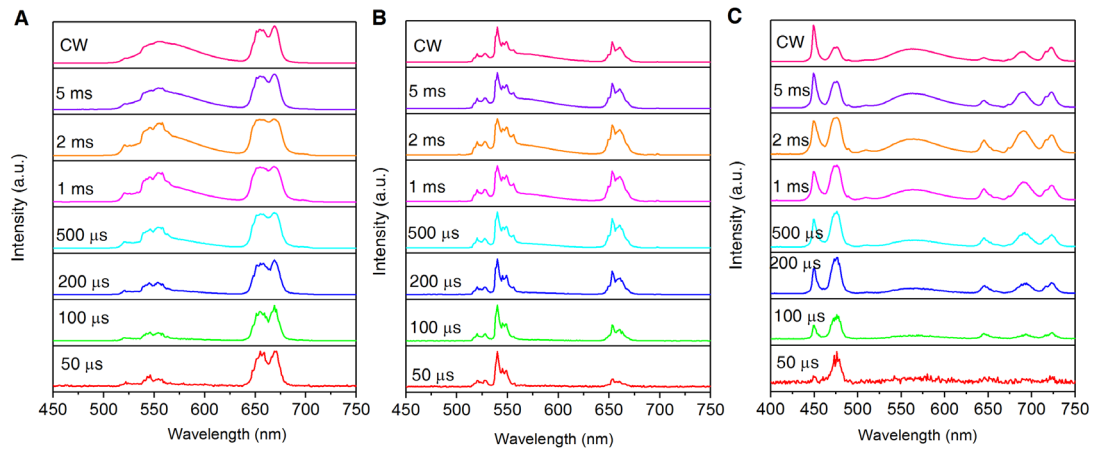 A
CW
5 ms
2 ms
1 ms
500 μs
200 μs
100 μs
50 μs
Intensity (a.u.)
450 500 550 600 650 700 750
Wavelength (nm)
B
CW
5 ms
2 ms
1 ms
500 μs
200 μs
100 μs
50 μs
Intensity (a.u.)
450 500 550 600 650 700 750
Wavelength (nm)
C
CW
5 ms
2 ms
1 ms
500 μs
200 μs
100 μs
50 μs
Intensity (a.u.)
400 450 500 550 600 650 700 750
Wavelength (nm)